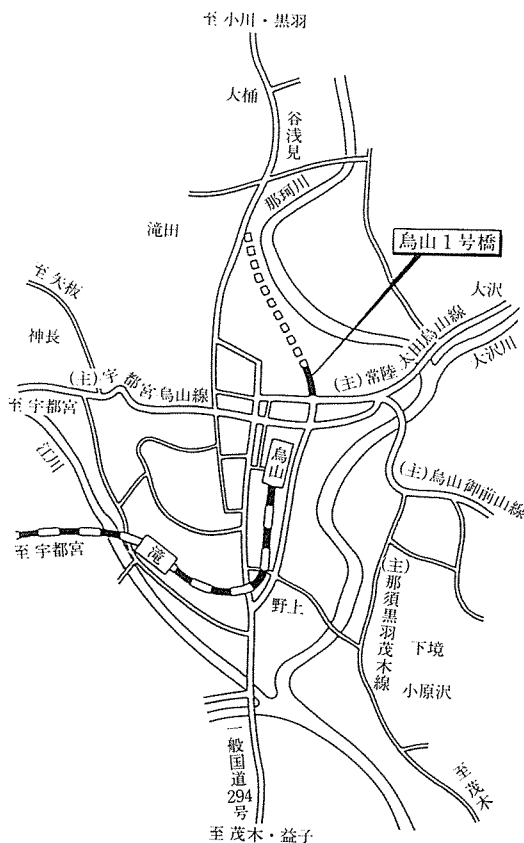 至 小川・黒羽
大桶
谷浅見
那珂川
滝田
烏山1号橋
至 矢板
大沢
神長
(主)常陸太田烏山線
大沢川
(主)宇都宮烏山線
至 宇都宮
江川
烏山
(主)烏山御前山線
至 宇都宮
滝
野上
(主)那須黒羽茂木線
下境
小原沢
一般国道294号
至 茂木
至 茂木・益子